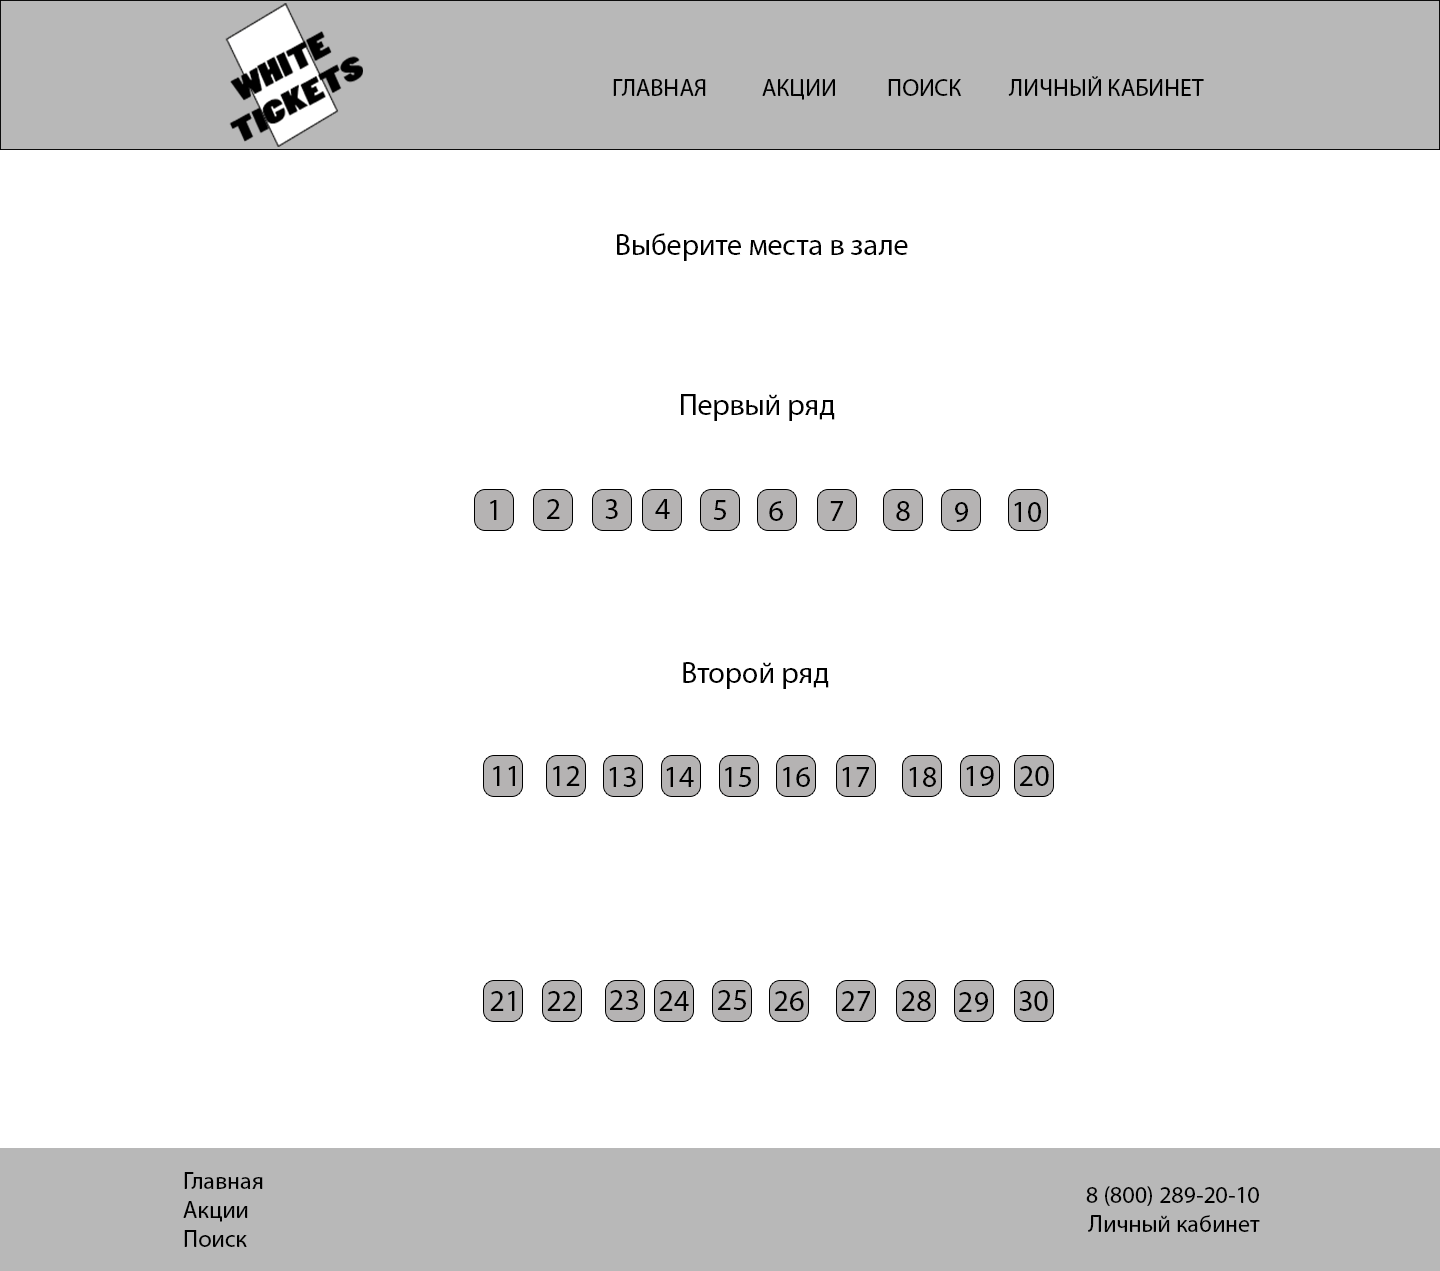 WHITE
TICKETS
ГЛАВНАЯ АКЦИИ ПОИСК ЛИЧНЫЙ КАБИНЕТ
Выберите места в зале
Первый ряд
1 2 3 4 5 6 7 8 9 10
Второй ряд
11 12 13 14 15 16 17 18 19 20
21 22 23 24 25 26 27 28 29 30
Главная
Акции
Поиск
8 (800) 289-20-10
Личный кабинет